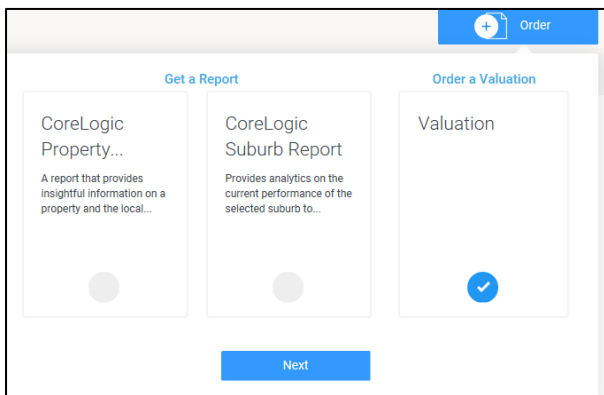 Order
Get a Report
Order a Valuation
CoreLogic
Property...
A report that provides
insightful information on a
property and the local...
CoreLogic
Suburb Report
Provides analytics on the
current performance of the
selected suburb to...
Valuation
Next